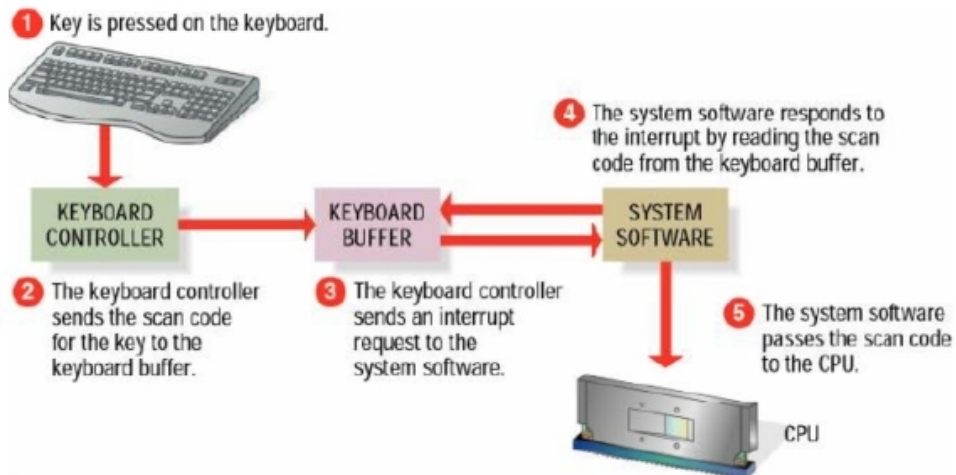 1 Key is pressed on the keyboard.
4 The system software responds to
the interrupt by reading the scan
code from the keyboard buffer.
KEYBOARD
CONTROLLER
KEYBOARD
BUFFER
SYSTEM
SOFTWARE
2 The keyboard controller
sends the scan code
for the key to the
keyboard buffer.
3 The keyboard controller
sends an interrupt
request to the
system software.
5 The system software
passes the scan code
to the CPU.
CPU